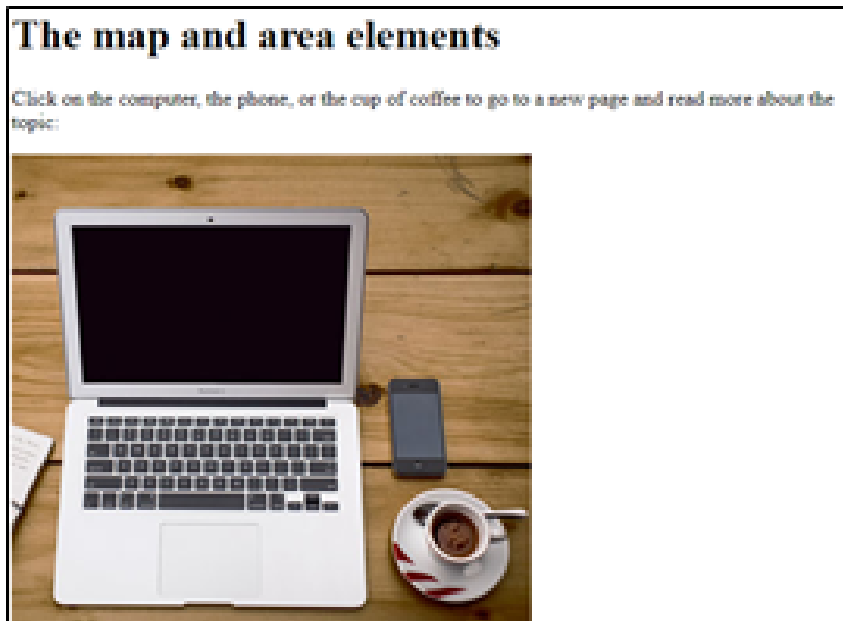 The map and area elements
Click on the computer, the phone, or the cup of coffee to go to a new page and read more about the
topic: